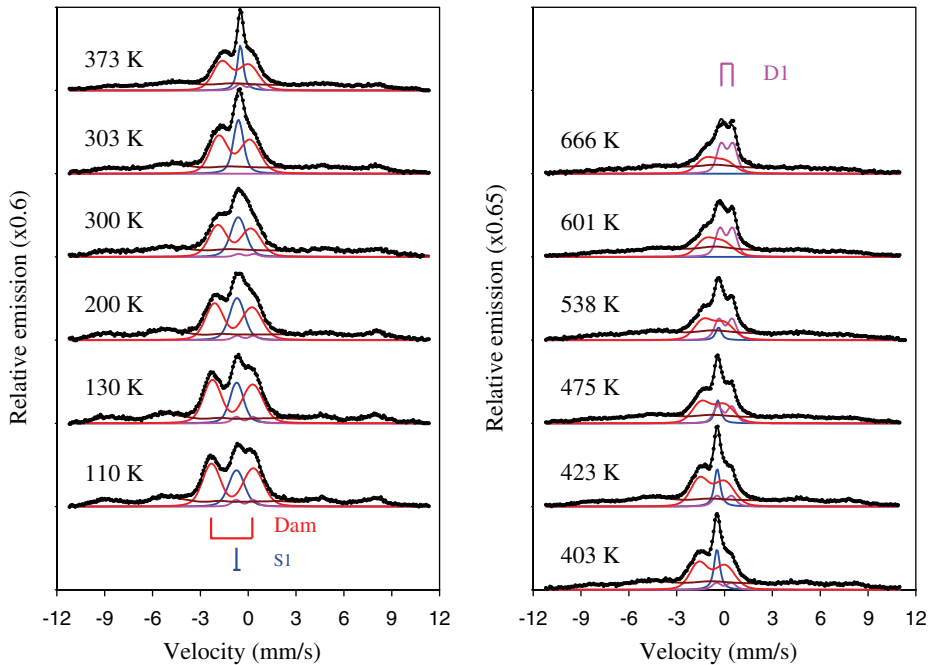 Relative emission (x0.6)
373 K
303 K
300 K
200 K
130 K
110 K
Dam
S1
-12 -9 -6 -3 0 3 6 9 12
Velocity (mm/s)
Relative emission (x0.65)
D1
666 K
601 K
538 K
475 K
423 K
403 K
-12 -9 -6 -3 0 3 6 9 12
Velocity (mm/s)